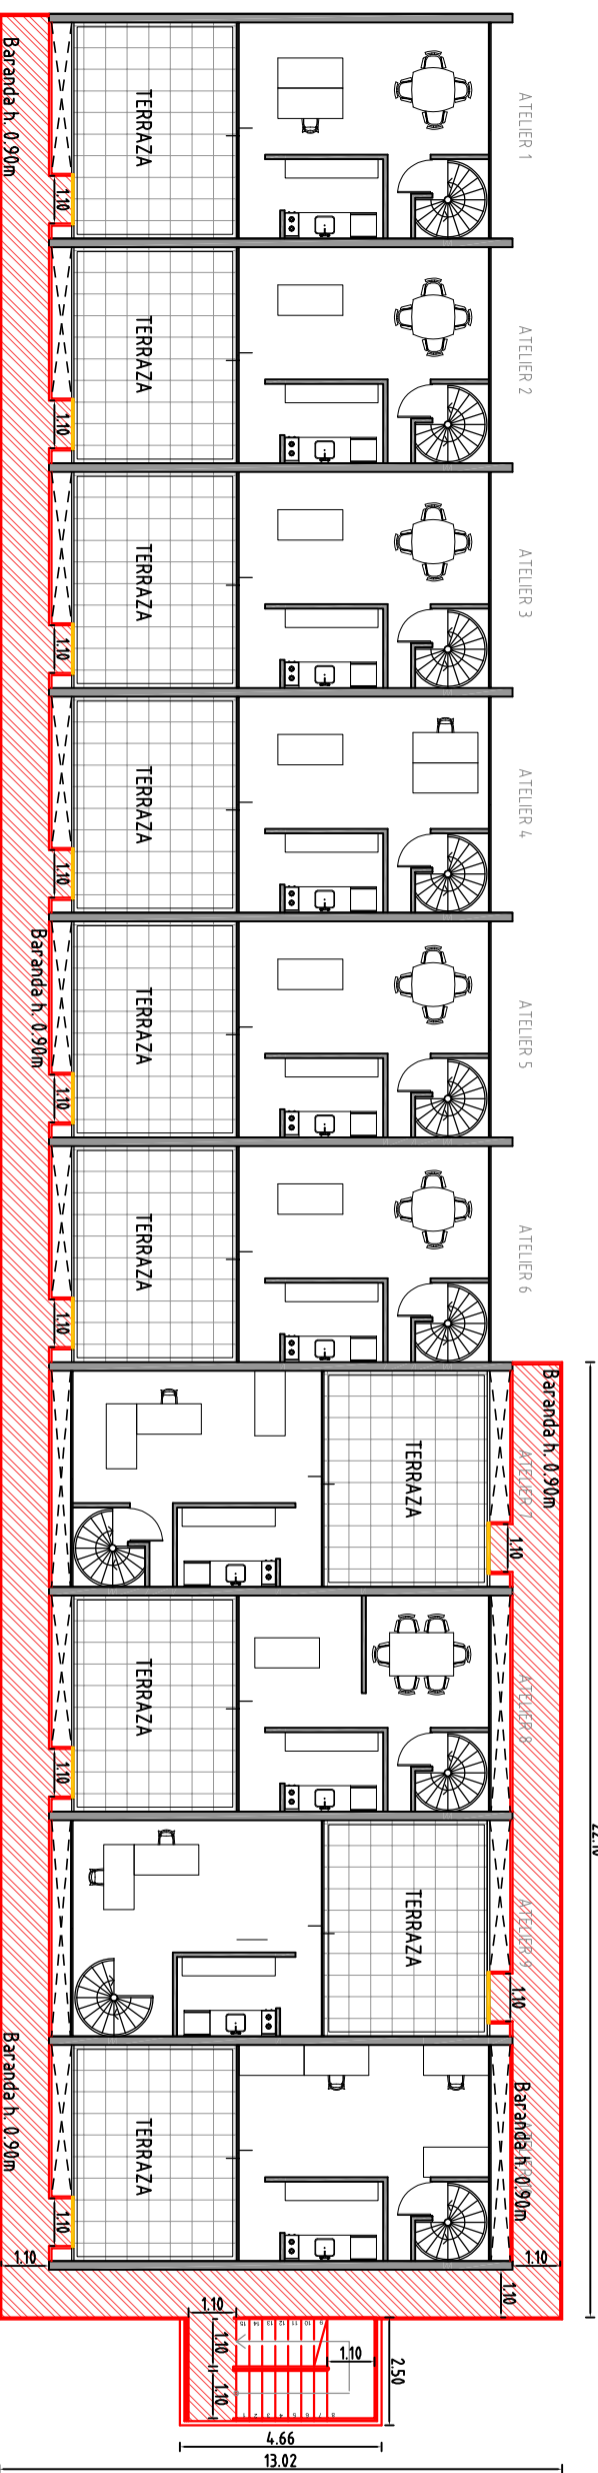 Baranda h. 0.90m
ATELIER 1
TERRAZA
1.10
ATELIER 2
TERRAZA
1.10
ATELIER 3
TERRAZA
1.10
ATELIER 4
TERRAZA
1.10
Baranda h. 0.90m
ATELIER 5
TERRAZA
1.10
ATELIER 6
TERRAZA
1.10
Baranda h. 0.90m
ATELIER 7
TERRAZA
1.10
ATELIER 8
TERRAZA
1.10
ATELIER 9
TERRAZA
1.10
Baranda h. 0.90m
Baranda h. 0.90m
TERRAZA
1.10
1.10
1.10
1.10
1.10
1.10
1.10
1.10
2.50
4.66
13.02